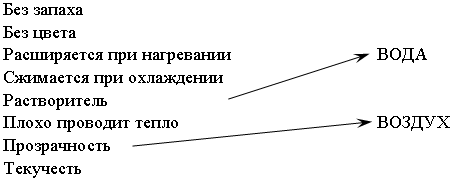 Без запаха
Без цвета
Расширяется при нагревании
ВОДА
Сжимается при охлаждении
Растворитель
Плохо проводит тепло
ВОЗДУХ
Прозрачность
Текучесть